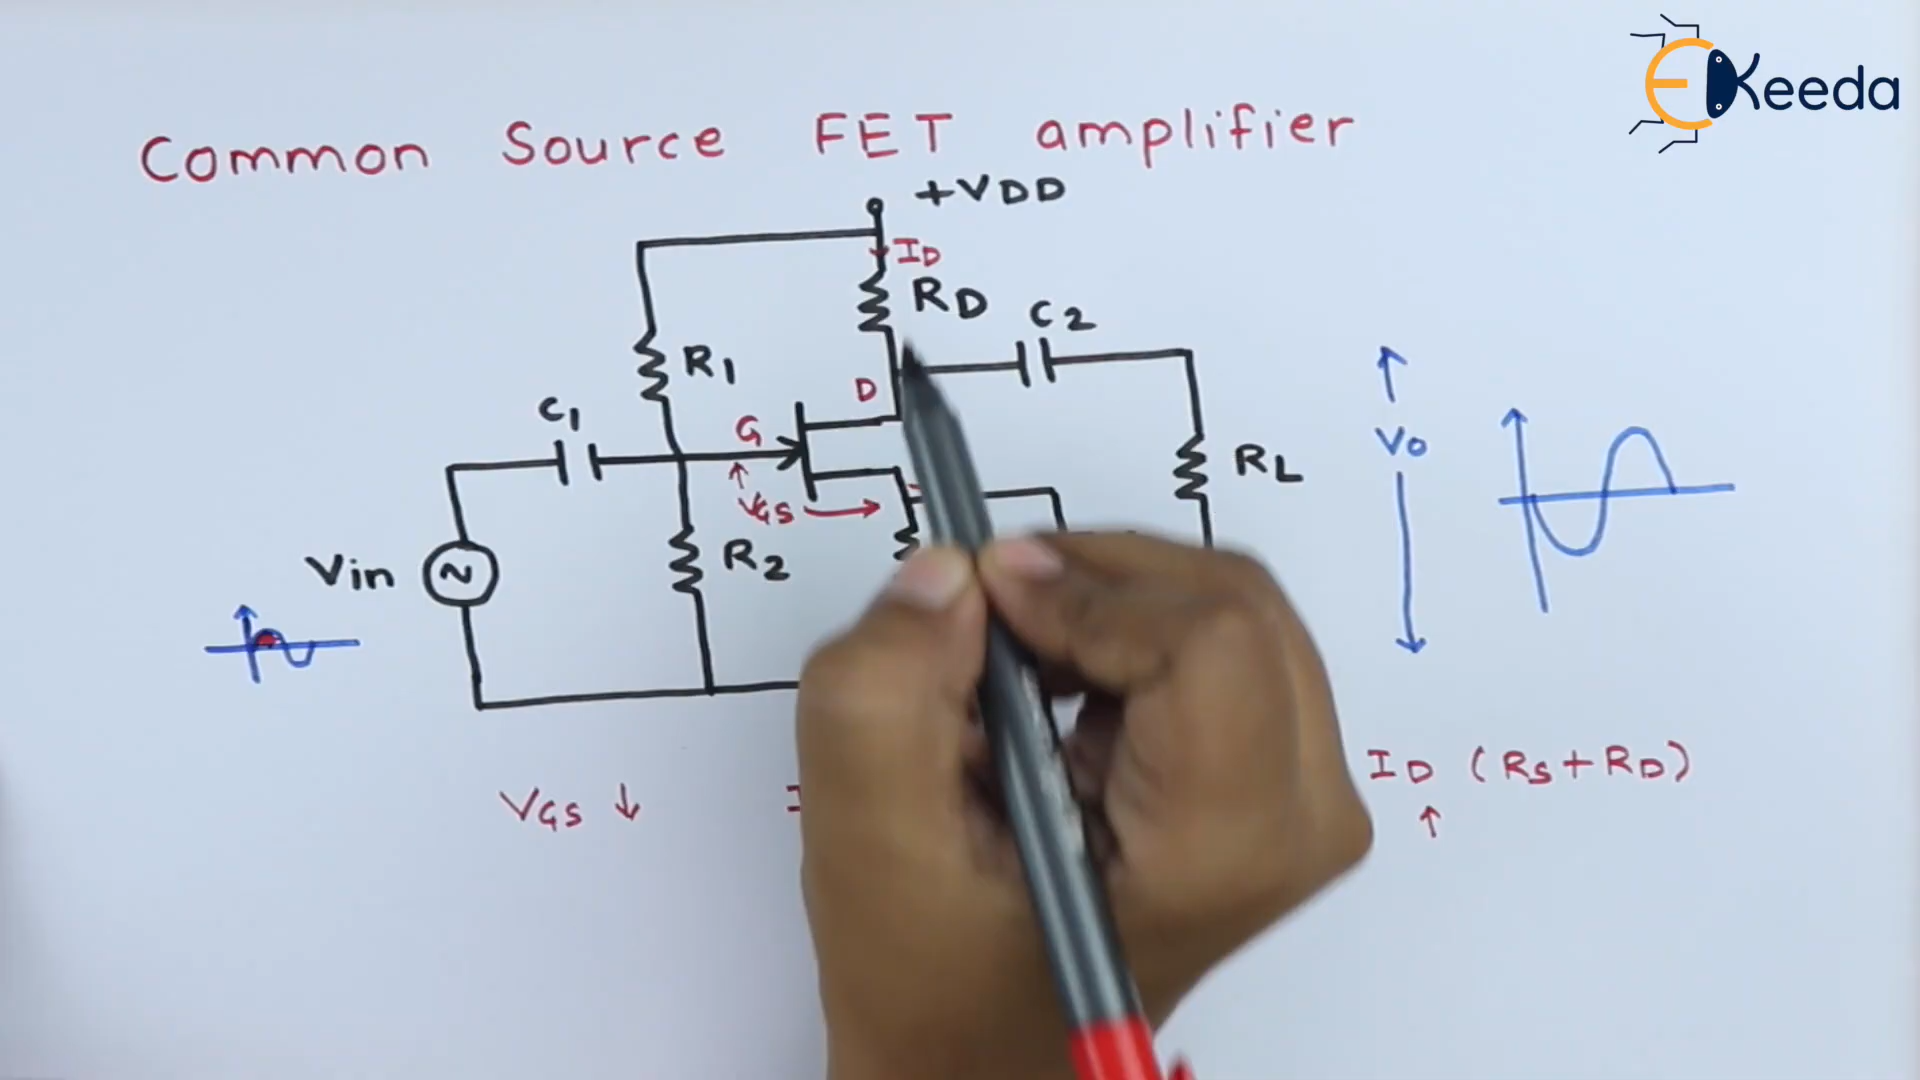 EKeeda
Common Source FET amplifier
+VDD
ID
RD
C2
R1
D
C1
G
Vo
RL
VGS
R2
Vin
~
ID (RS+RD)
↑
VGS ↓